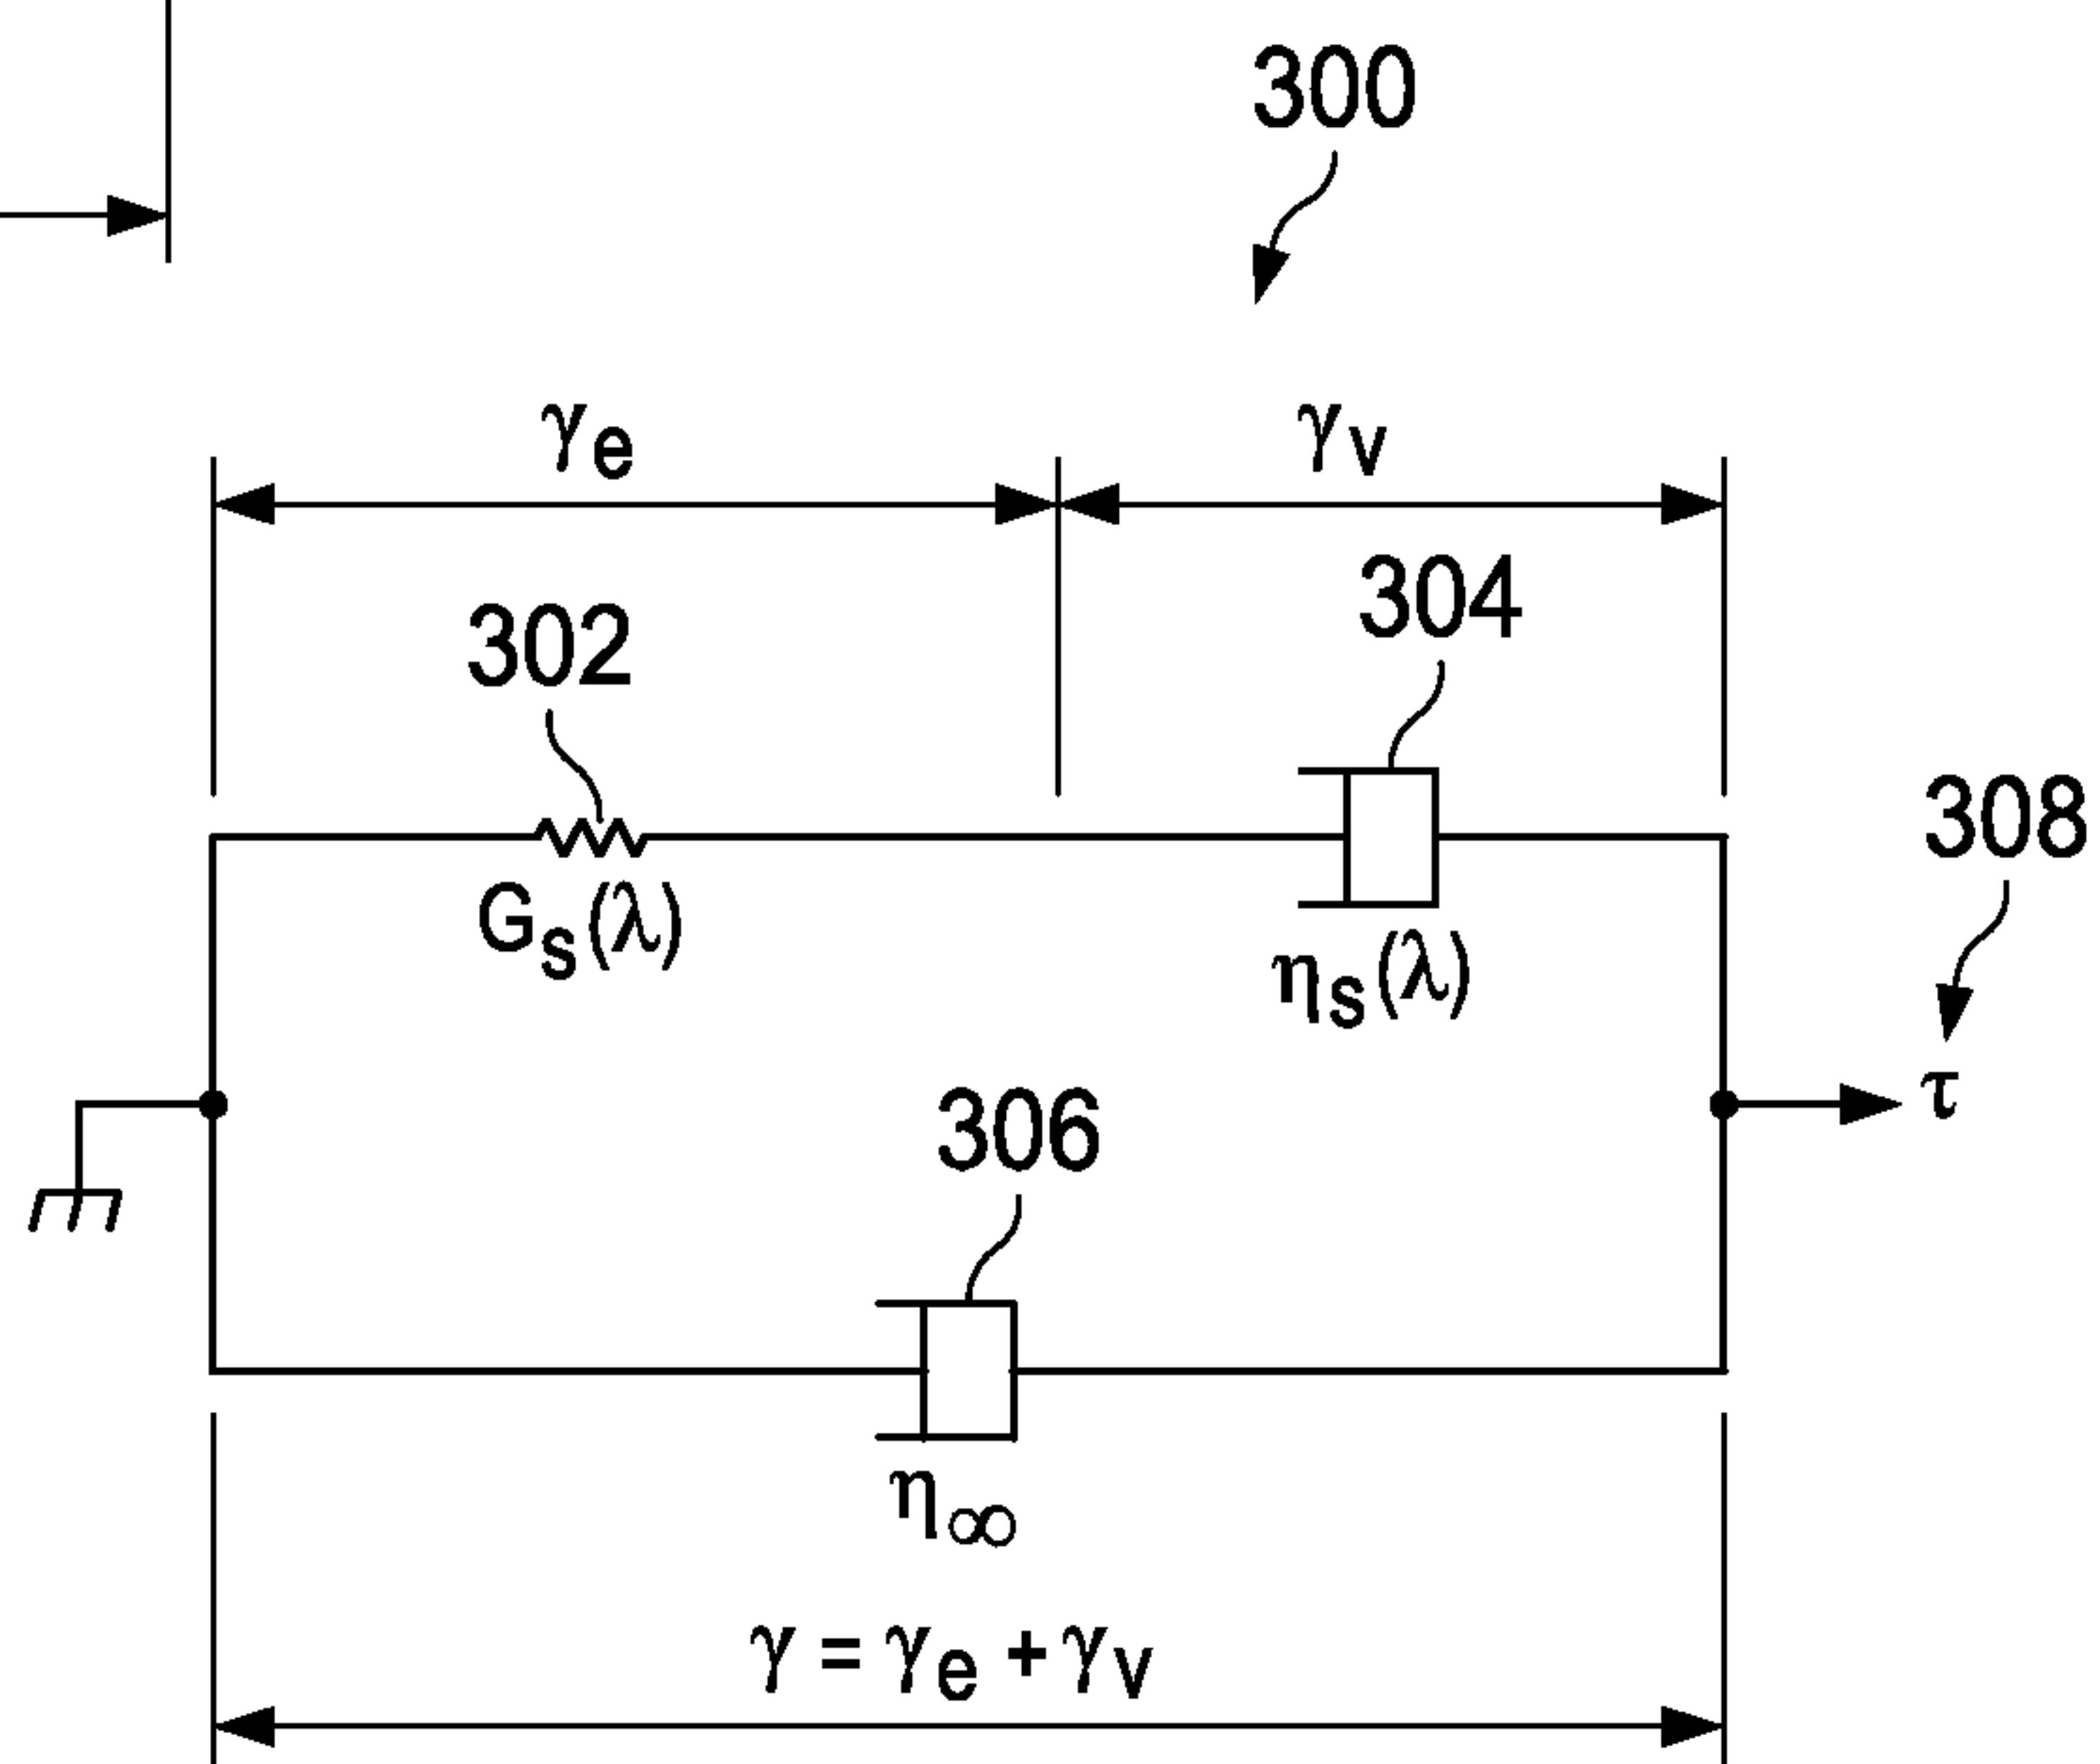 300
γe
γv
304
302
308
Gs(λ)
ηs(λ)
τ
306
η∞
γ = γe + γv